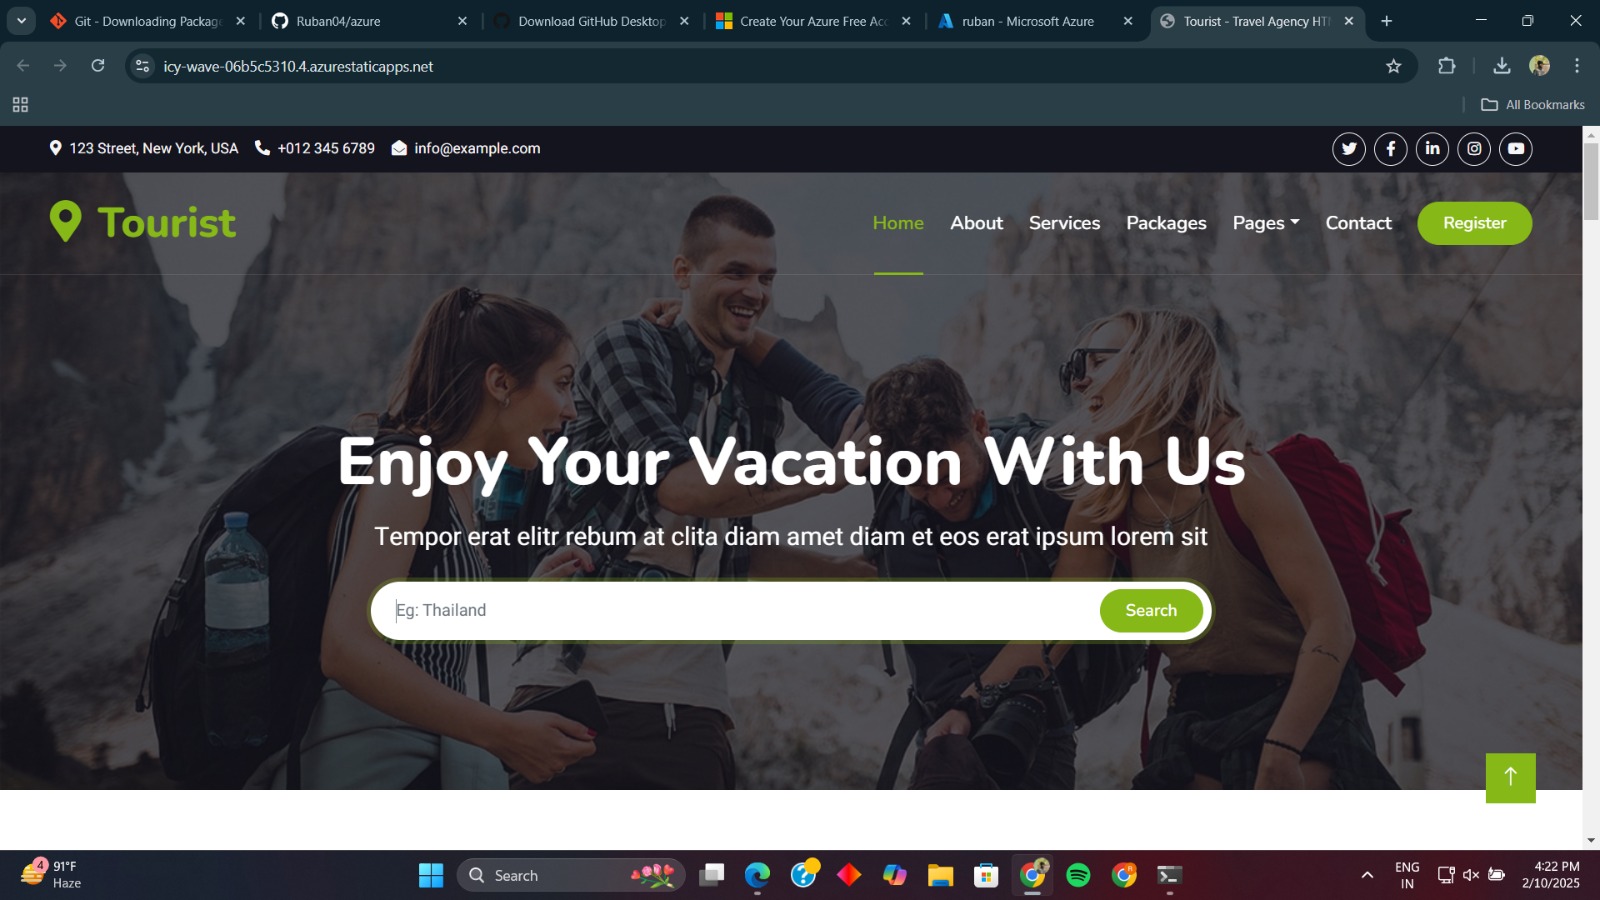 Git - Downloading Package
Ruban04/azure
Download GitHub Desktop
Create Your Azure Free Acc
ruban - Microsoft Azure
Tourist - Travel Agency HTM
icy-wave-06b5c5310.4.azurestaticapps.net
All Bookmarks
123 Street, New York, USA
+012 345 6789
info@example.com
Tourist
Home
About
Services
Packages
Pages
Contact
Register
Enjoy Your Vacation With Us
Tempor erat elitr rebum at clita diam amet diam et eos erat ipsum lorem sit
Eg: Thailand
Search
4
91°F
Haze
Search
ENG
IN
4:22 PM
2/10/2025